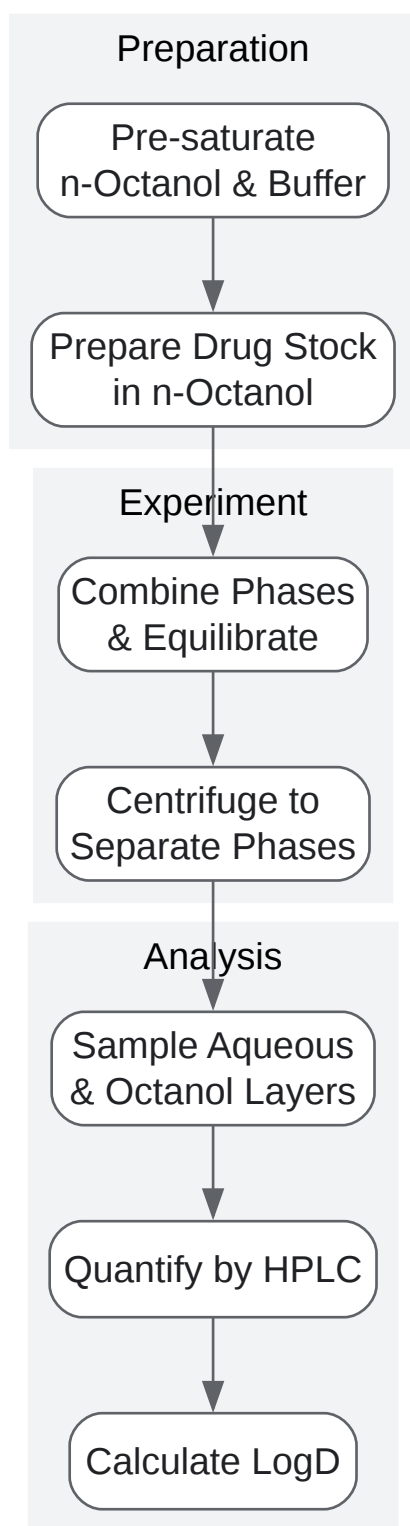 Preparation
Pre-saturate
n-Octanol & Buffer
Prepare Drug Stock
in n-Octanol
Experiment
Combine Phases
& Equilibrate
Centrifuge to
Separate Phases
Analysis
Sample Aqueous
& Octanol Layers
Quantify by HPLC
Calculate LogD